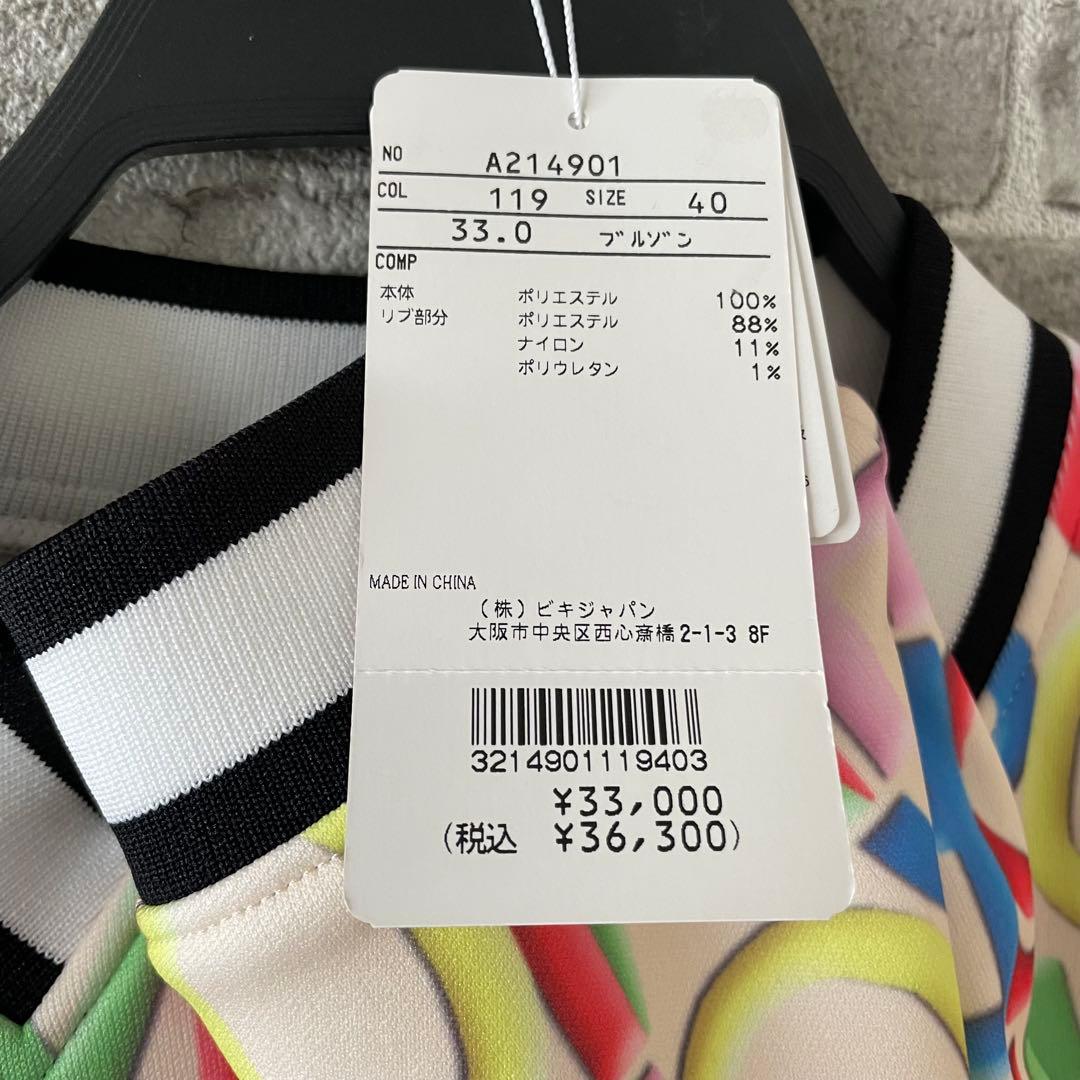 NO A214901
COL 119 SIZE 40
33.0 ブルゾン
COMP
本体 ポリエステル 100%
リブ部分 ポリエステル 88%
ナイロン 11%
ポリウレタン 1%
MADE IN CHINA
(株)ビキジャパン
大阪市中央区西心斎橋2-1-3 8F
3214901119403
¥33,000
(税込 ¥36,300)